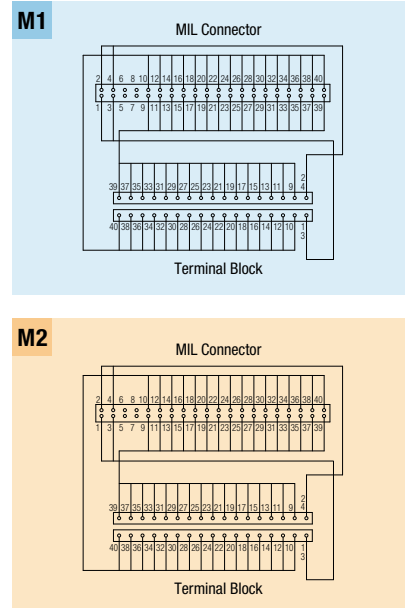 M1
MIL Connector
2 4 6 8 10 12 14 16 18 20 22 24 26 28 30 32 34 36 38 40
1 3 5 7 9 11 13 15 17 19 21 23 25 27 29 31 33 35 37 39
2
39 37 35 33 31 29 27 25 23 21 19 17 15 13 11 9 4
40 38 36 34 32 30 28 26 24 22 20 18 16 14 12 10 1
3
Terminal Block
M2
MIL Connector
2 4 6 8 10 12 14 16 18 20 22 24 26 28 30 32 34 36 38 40
1 3 5 7 9 11 13 15 17 19 21 23 25 27 29 31 33 35 37 39
2
39 37 35 33 31 29 27 25 23 21 19 17 15 13 11 9 4
40 38 36 34 32 30 28 26 24 22 20 18 16 14 12 10 1
3
Terminal Block